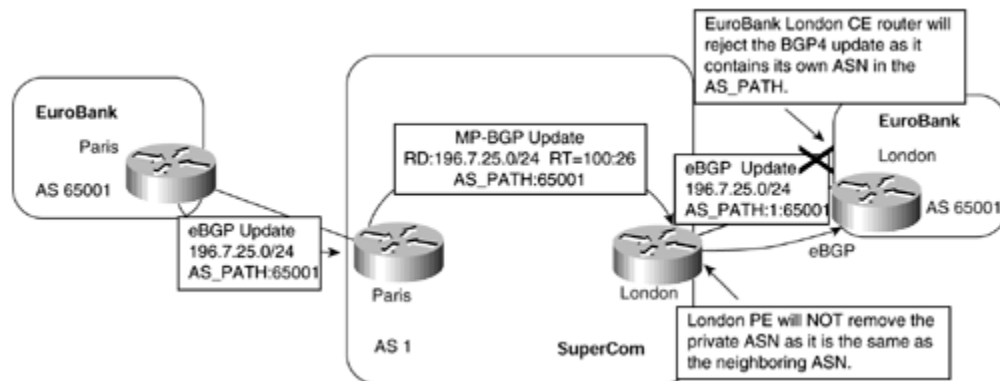 EuroBank London CE router will
reject the BGP4 update as it
contains its own ASN in the
AS_PATH.
EuroBank
Paris
AS 65001
eBGP Update
196.7.25.0/24
AS_PATH:65001
MP-BGP Update
RD:196.7.25.0/24 RT=100:26
AS_PATH:65001
Paris
AS 1
London
SuperCom
eBGP Update
196.7.25.0/24
AS_PATH:1:65001
eBGP
EuroBank
London
AS 65001
London PE will NOT remove the
private ASN as it is the same as
the neighboring ASN.